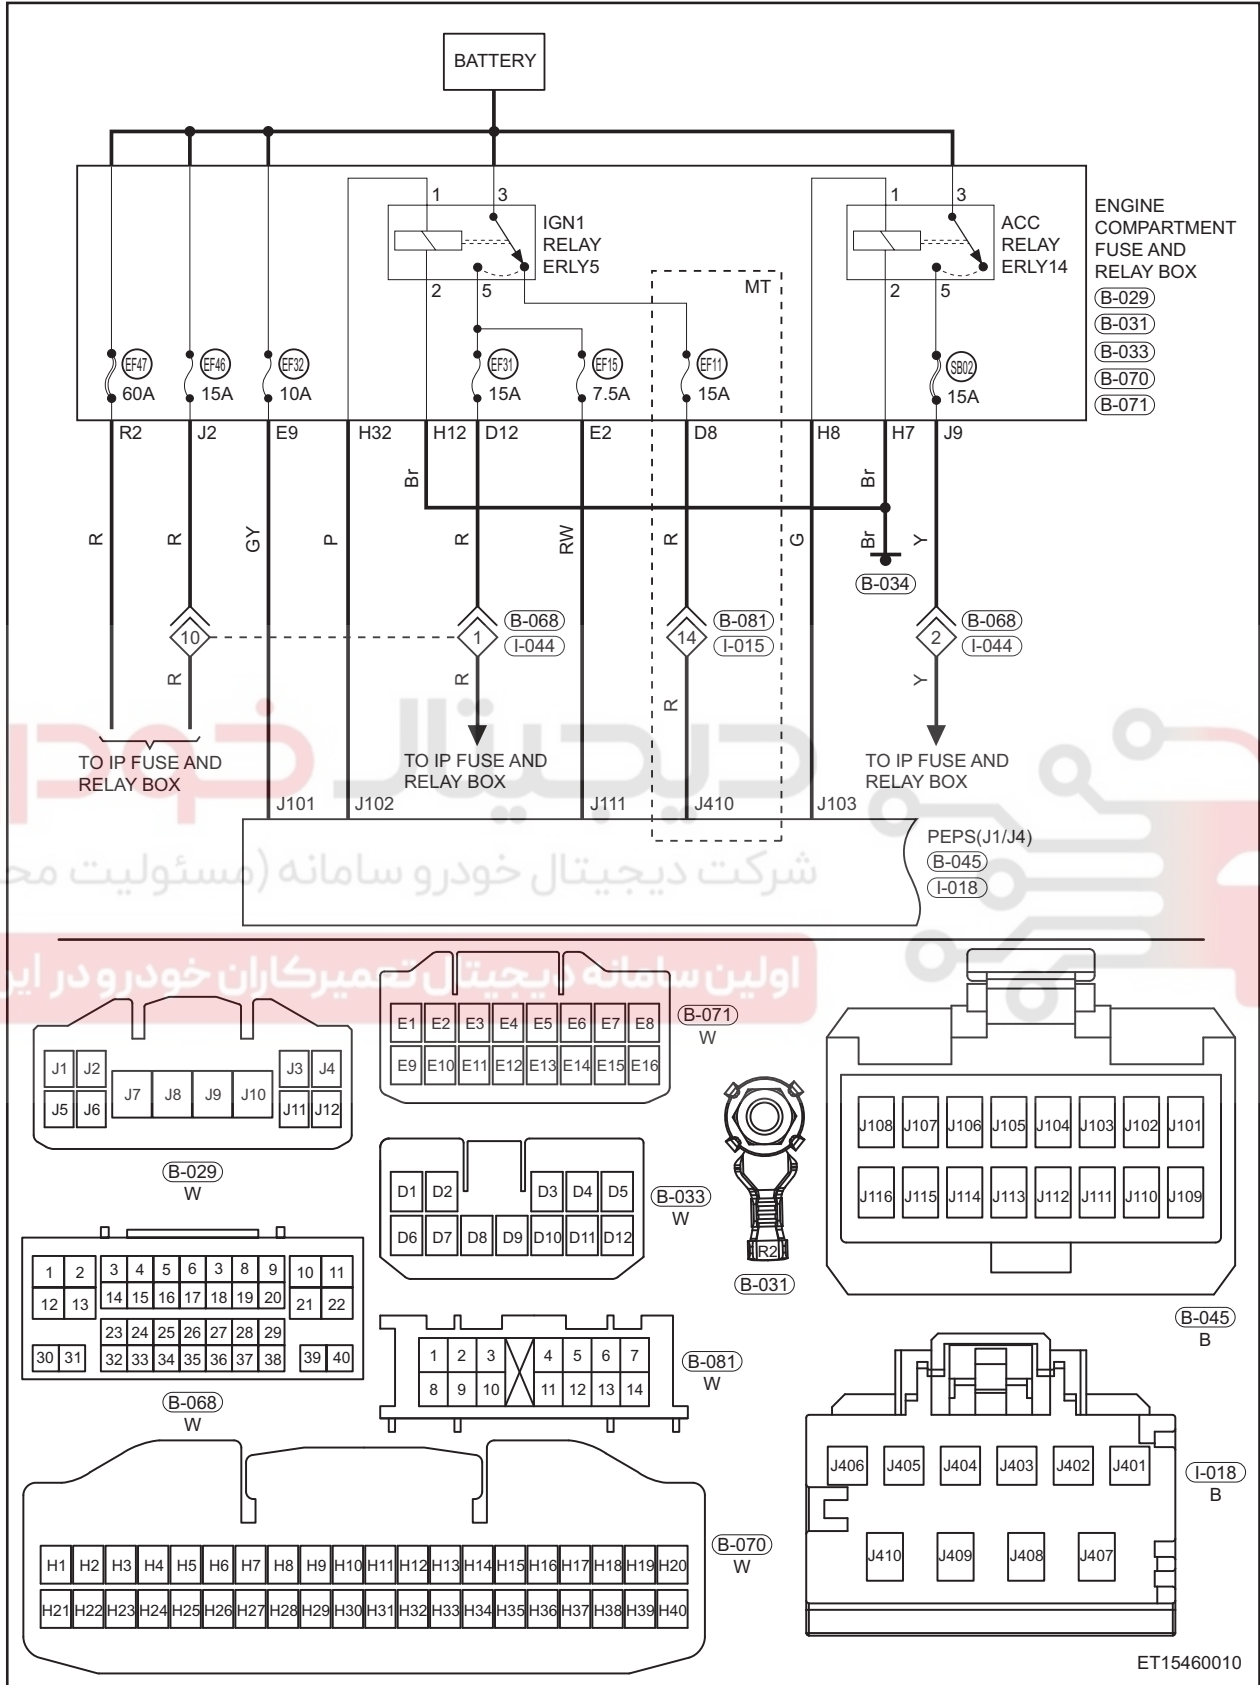 BATTERY
1 3 1 3
IGN1
RELAY
ERLY5
ACC
RELAY
ERLY14
ENGINE
COMPARTMENT
FUSE AND
RELAY BOX
B-029
B-031
B-033
B-070
B-071
2 5 MT 2 5
EF47 EF46 EF32 EF31 EF15 EF11 SB02
60A 15A 10A 15A 7.5A 15A 15A
R2 J2 E9 H32 H12 D12 E2 D8 H8 H7 J9
Br Br
R R GY P R RW R G Br Y
B-034
10 1 B-068 14 B-081 2 B-068
I-044 I-015 I-044
R R R Y
دیجیتال خودر
TO IP FUSE AND
RELAY BOX
TO IP FUSE AND
RELAY BOX
TO IP FUSE AND
RELAY BOX
J101 J102 J111 J410 J103
PEPS(J1/J4)
B-045
I-018
شرکت دیجیتال خودرو سامانه (مسئولیت مح
اولین سامانه دیجیتال تعمیرکاران خودرو در ایر
J1 J2 J3 J4
J7 J8 J9 J10
J5 J6 J11 J12
B-029
W
E1 E2 E3 E4 E5 E6 E7 E8
E9 E10 E11 E12 E13 E14 E15 E16
B-071
W
D1 D2 D3 D4 D5
D6 D7 D8 D9 D10 D11 D12
B-033
W
R2
B-031
J108 J107 J106 J105 J104 J103 J102 J101
J116 J115 J114 J113 J112 J111 J110 J109
B-045
B
1 2 3 4 5 6 3 8 9 10 11
12 13 14 15 16 17 18 19 20 21 22
23 24 25 26 27 28 29
30 31 32 33 34 35 36 37 38 39 40
B-068
W
1 2 3 4 5 6 7
8 9 10 11 12 13 14
B-081
W
J406 J405 J404 J403 J402 J401
J410 J409 J408 J407
I-018
B
H1 H2 H3 H4 H5 H6 H7 H8 H9 H10 H11 H12 H13 H14 H15 H16 H17 H18 H19 H20
H21 H22 H23 H24 H25 H26 H27 H28 H29 H30 H31 H32 H33 H34 H35 H36 H37 H38 H39 H40
B-070
W
ET15460010